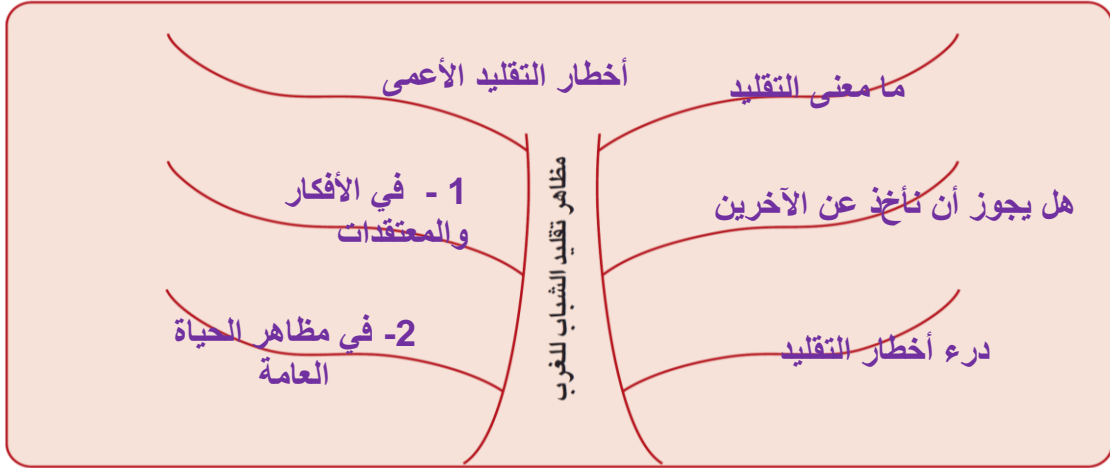 ما معنى التقليد
أخطار التقليد الأعمى
هل يجوز أن نأخذ عن الآخرين
1 - في الأفكار
والمعتقدات
درء أخطار التقليد
2- في مظاهر الحياة
العامة
مظاهر تقليد الشباب للغرب